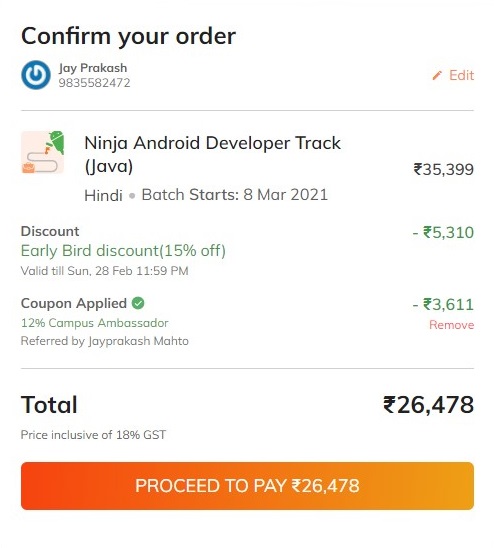 Confirm your order
Jay Prakash
9835582472
Edit
Ninja Android Developer Track
(Java)
₹35,399
Hindi • Batch Starts: 8 Mar 2021
Discount
- ₹5,310
Early Bird discount(15% off)
Valid till Sun, 28 Feb 11:59 PM
Coupon Applied
- ₹3,611
12% Campus Ambassador
Remove
Referred by Jayprakash Mahto
Total
₹26,478
Price inclusive of 18% GST
PROCEED TO PAY ₹26,478